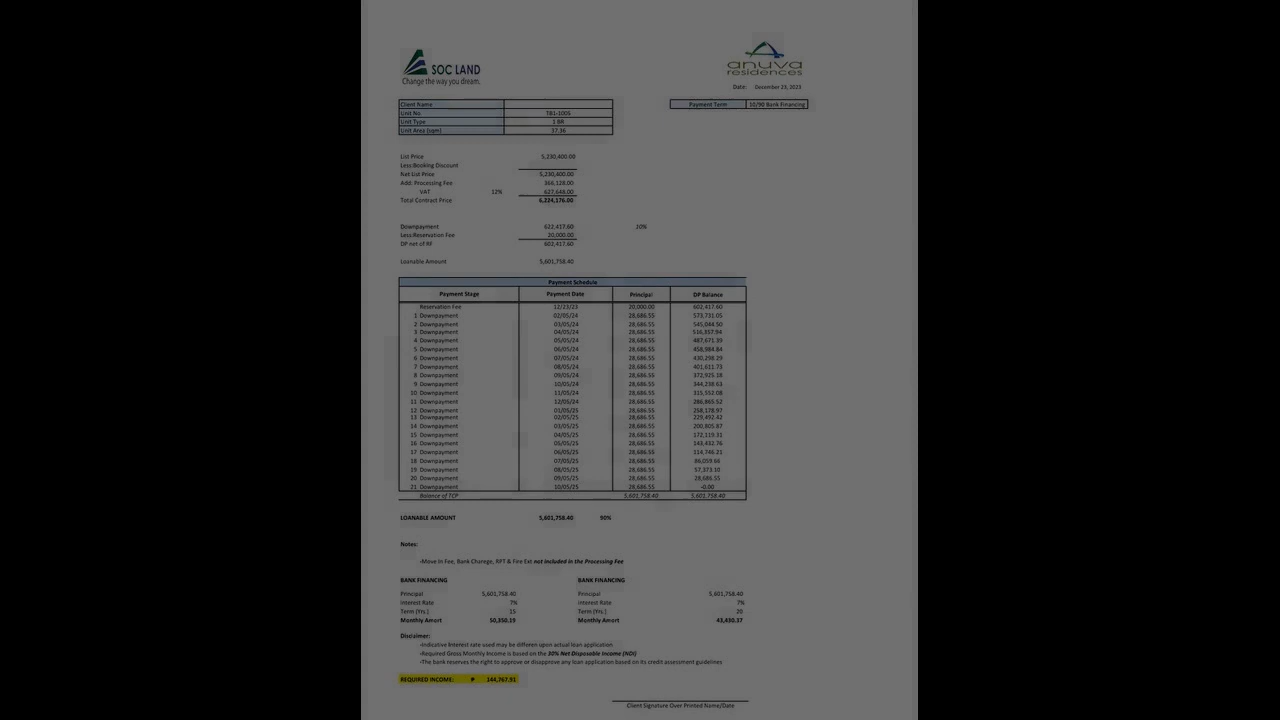 SOC LAND
Change the way you dream.
anuva
residences
Date: December 23, 2023
Client Name
Payment Term 10/90 Bank Financing
Unit No. TB1-1005
Unit Type 1 BR
Unit Area (sqm) 37.36
List Price 5,230,400.00
Less:Booking Discount
Net List Price 5,230,400.00
Add: Processing Fee 366,128.00
VAT 12% 627,648.00
Total Contract Price 6,224,176.00
Downpayment 622,417.60 10%
Less:Reservation Fee 20,000.00
DP net of RF 602,417.60
Loanable Amount 5,601,758.40
Payment Schedule
Payment Stage Payment Date Principal DP Balance
Reservation Fee 12/23/23 20,000.00 602,417.60
1 Downpayment 02/05/24 28,686.55 573,731.05
2 Downpayment 03/05/24 28,686.55 545,044.50
3 Downpayment 04/05/24 28,686.55 516,357.94
4 Downpayment 05/05/24 28,686.55 487,671.39
5 Downpayment 06/05/24 28,686.55 458,984.84
6 Downpayment 07/05/24 28,686.55 430,298.29
7 Downpayment 08/05/24 28,686.55 401,611.73
8 Downpayment 09/05/24 28,686.55 372,925.18
9 Downpayment 10/05/24 28,686.55 344,238.63
10 Downpayment 11/05/24 28,686.55 315,552.08
11 Downpayment 12/05/24 28,686.55 286,865.52
12 Downpayment 01/05/25 28,686.55 258,178.97
13 Downpayment 02/05/25 28,686.55 229,492.42
14 Downpayment 03/05/25 28,686.55 200,805.87
15 Downpayment 04/05/25 28,686.55 172,119.31
16 Downpayment 05/05/25 28,686.55 143,432.76
17 Downpayment 06/05/25 28,686.55 114,746.21
18 Downpayment 07/05/25 28,686.55 86,059.66
19 Downpayment 08/05/25 28,686.55 57,373.10
20 Downpayment 09/05/25 28,686.55 28,686.55
21 Downpayment 10/05/25 28,686.55 -0.00
Balance of TCP 5,601,758.40 5,601,758.40
LOANABLE AMOUNT 5,601,758.40 90%
Notes:
-Move In Fee, Bank Charege, RPT & Fire Ext not included in the Processing Fee
BANK FINANCING BANK FINANCING
Principal 5,601,758.40 Principal 5,601,758.40
Interest Rate 7% Interest Rate 7%
Term (Yrs.) 15 Term (Yrs.) 20
Monthly Amort 50,350.19 Monthly Amort 43,430.37
Disclaimer:
-Indicative Interest rate used may be differen upon actual loan application
-Required Gross Monthly Income is based on the 30% Net Disposable Income (NDI)
-The bank reserves the right to approve or disapprove any loan application based on its credit assessment guidelines
REQUIRED INCOME: ₱ 144,767.91
Client Signature Over Printed Name/Date